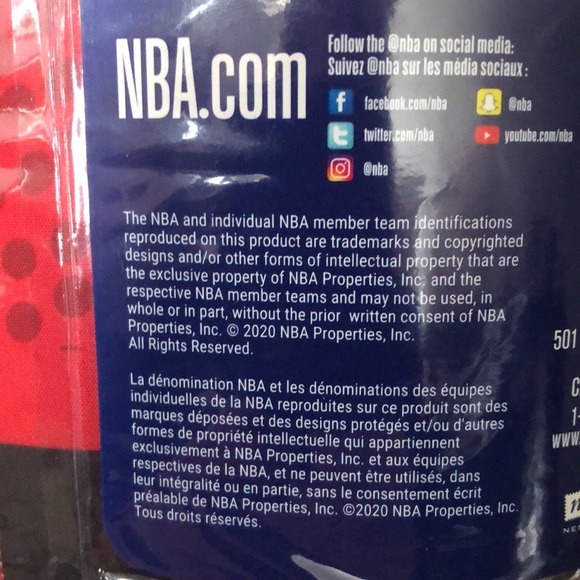 NBA.com
Follow the @nba on social media:
Suivez @nba sur les média sociaux :
facebook.com/nba
@nba
twitter.com/nba
youtube.com/nba
@nba
The NBA and individual NBA member team identifications
reproduced on this product are trademarks and copyrighted
designs and/or other forms of intellectual property that are
the exclusive property of NBA Properties, Inc. and the
respective NBA member teams and may not be used, in
whole or in part, without the prior written consent of NBA
Properties, Inc. © 2020 NBA Properties, Inc.
All Rights Reserved.
La dénomination NBA et les dénominations des équipes
individuelles de la NBA reproduites sur ce produit sont des
marques déposées et des designs protégés et/ou d'autres
formes de propriété intellectuelle qui appartiennent
exclusivement à NBA Properties, Inc. et aux équipes
respectives de la NBA, et ne peuvent être utilisés, dans
leur intégralité ou en partie, sans le consentement écrit
préalable de NBA Properties, Inc. ©2020 NBA Properties, Inc.
Tous droits réservés.
501
www.